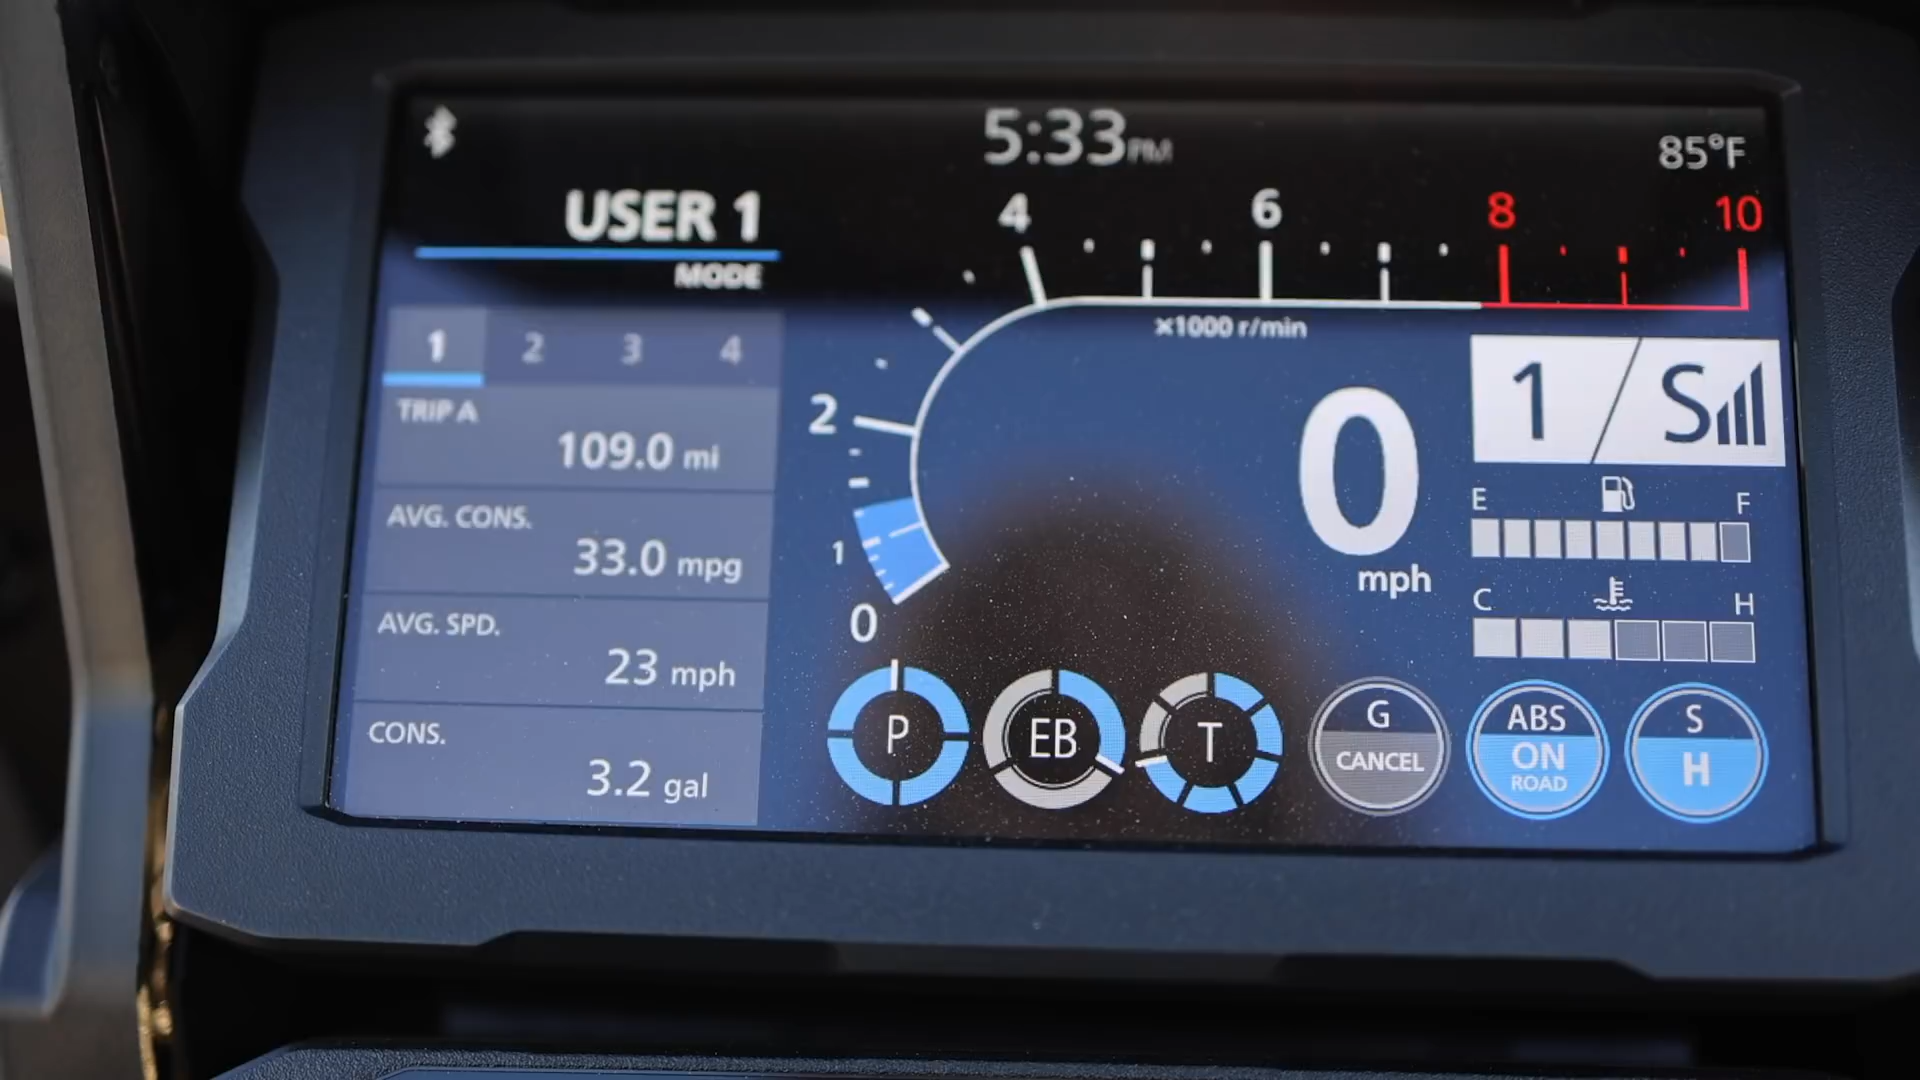 5:33 PM
85°F
USER 1
MODE
1 2 3 4
TRIP A
109.0 mi
AVG. CONS.
33.0 mpg
AVG. SPD.
23 mph
CONS.
3.2 gal
0
1
2
4
6
8
10
×1000 r/min
0
mph
1 / S
E F
C H
P
EB
T
G
CANCEL
ABS
ON
ROAD
S
H